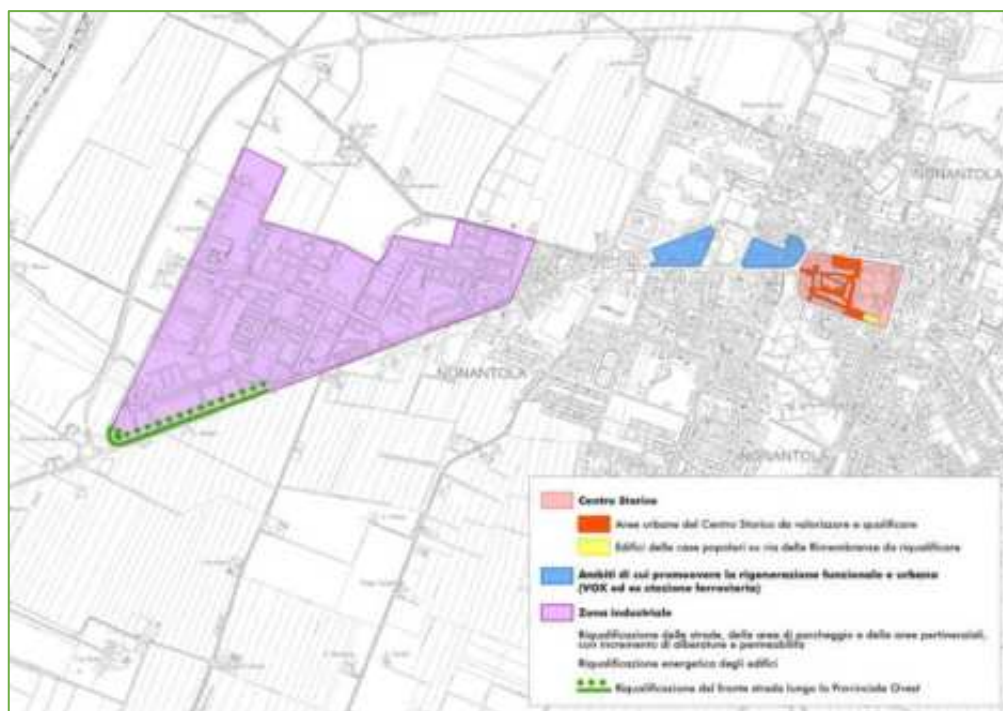 NONANTOLA
NONANTOLA
NONANTOLA
Centro Storico
Aree urbane del Centro Storico da valorizzare e qualificare
Edifici delle case popolari su via delle Rimembranze da riqualificare
Ambiti di cui promuovere la rigenerazione funzionale e urbana
(VOX ed ex stazione ferroviaria)
Zona industriale
Riqualificazione delle strade, delle aree di parcheggio e delle aree pertinenziali,
con incremento di alberature e permeabilità
Riqualificazione energetica degli edifici
Riqualificazione del fronte strada lungo la Provinciale Ovest